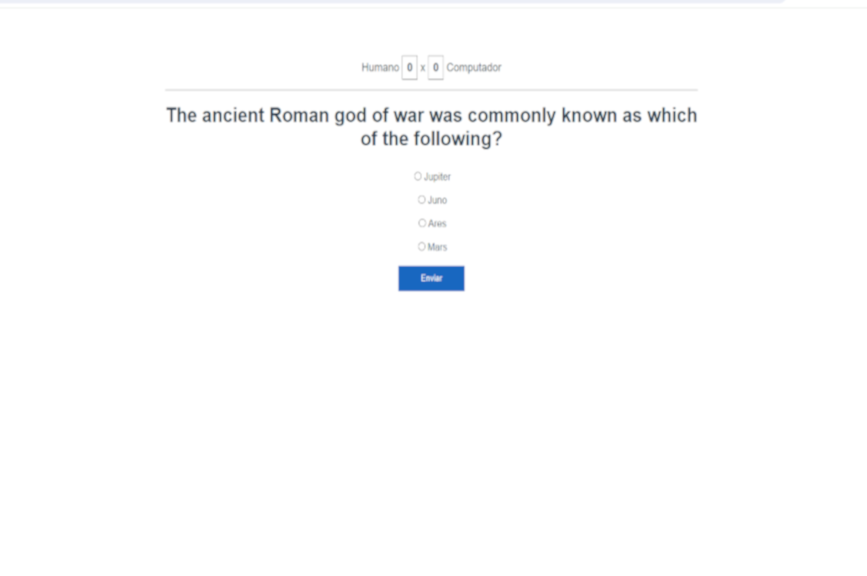 Humano 0 x 0 Computador
The ancient Roman god of war was commonly known as which
of the following?
Jupiter
Juno
Ares
Mars
Enviar